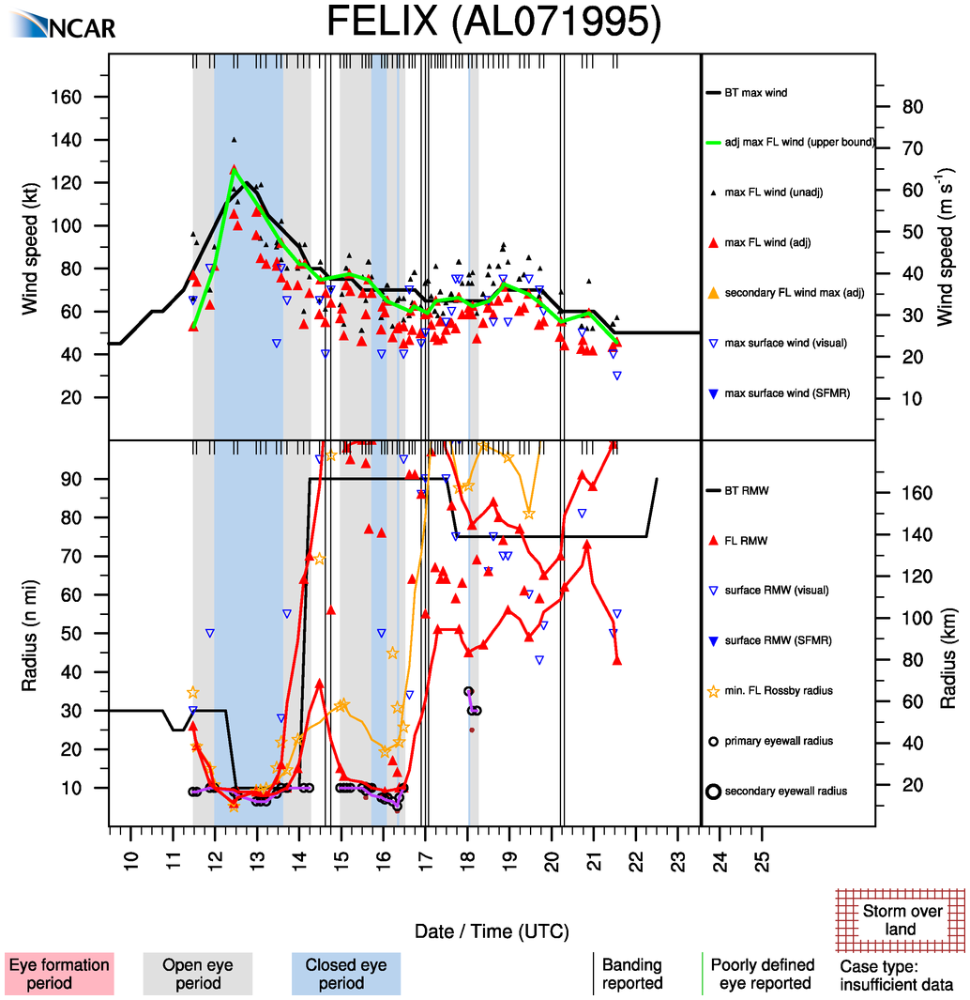 NCAR
FELIX (AL071995)
160
140
120
100
80
60
40
20
Wind speed (kt)
80
70
60
50
40
30
20
10
Wind speed (m s-1)
BT max wind
adj max FL wind (upper bound)
max FL wind (unadj)
max FL wind (adj)
secondary FL wind max (adj)
max surface wind (visual)
max surface wind (SFMR)
90
80
70
60
50
40
30
20
10
Radius (n mi)
160
140
120
100
80
60
40
20
Radius (km)
BT RMW
FL RMW
surface RMW (visual)
surface RMW (SFMR)
min. FL Rossby radius
primary eyewall radius
secondary eyewall radius
10 11 12 13 14 15 16 17 18 19 20 21 22 23 24 25
Date / Time (UTC)
Storm over
land
Eye formation
period
Open eye
period
Closed eye
period
Banding
reported
Poorly defined
eye reported
Case type:
insufficient data